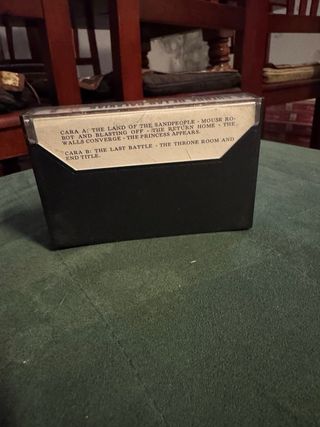 CARA A: THE LAND OF THE SANDPEOPLE - MOUSE RO-
BOT AND BLASTING OFF - THE RETURN HOME - THE
WALLS CONVERGE - THE PRINCESS APPEARS.
CARA B: THE LAST BATTLE - THE THRONE ROOM AND
END TITLE.